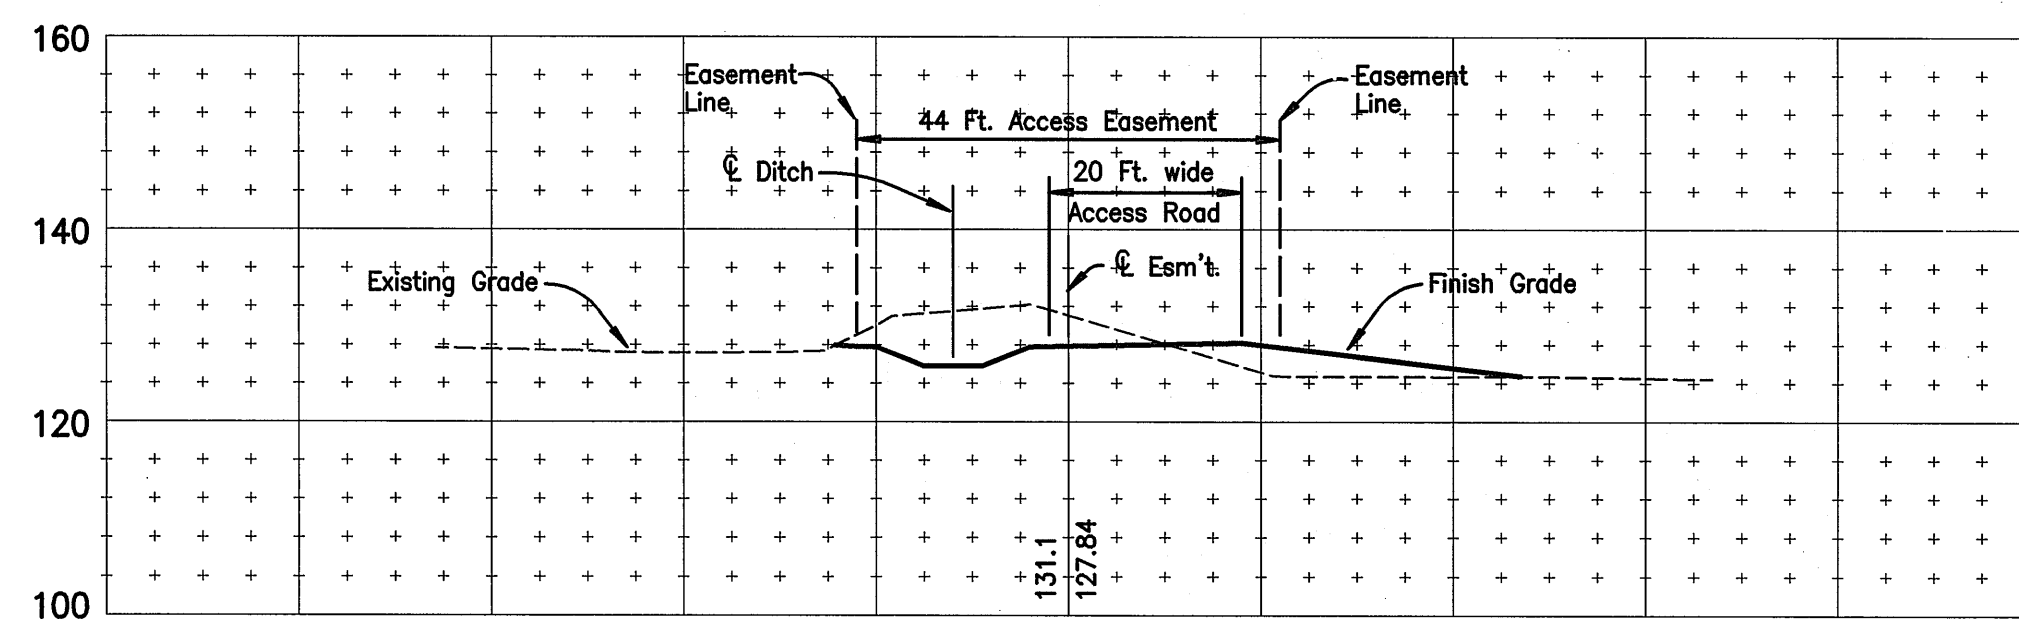 160
Easement
Line
Easement
Line
44 Ft. Access Easement
℄ Ditch
20 Ft. wide
Access Road
140
Existing Grade
℄ Esm't.
Finish Grade
120
131.1
127.84
100